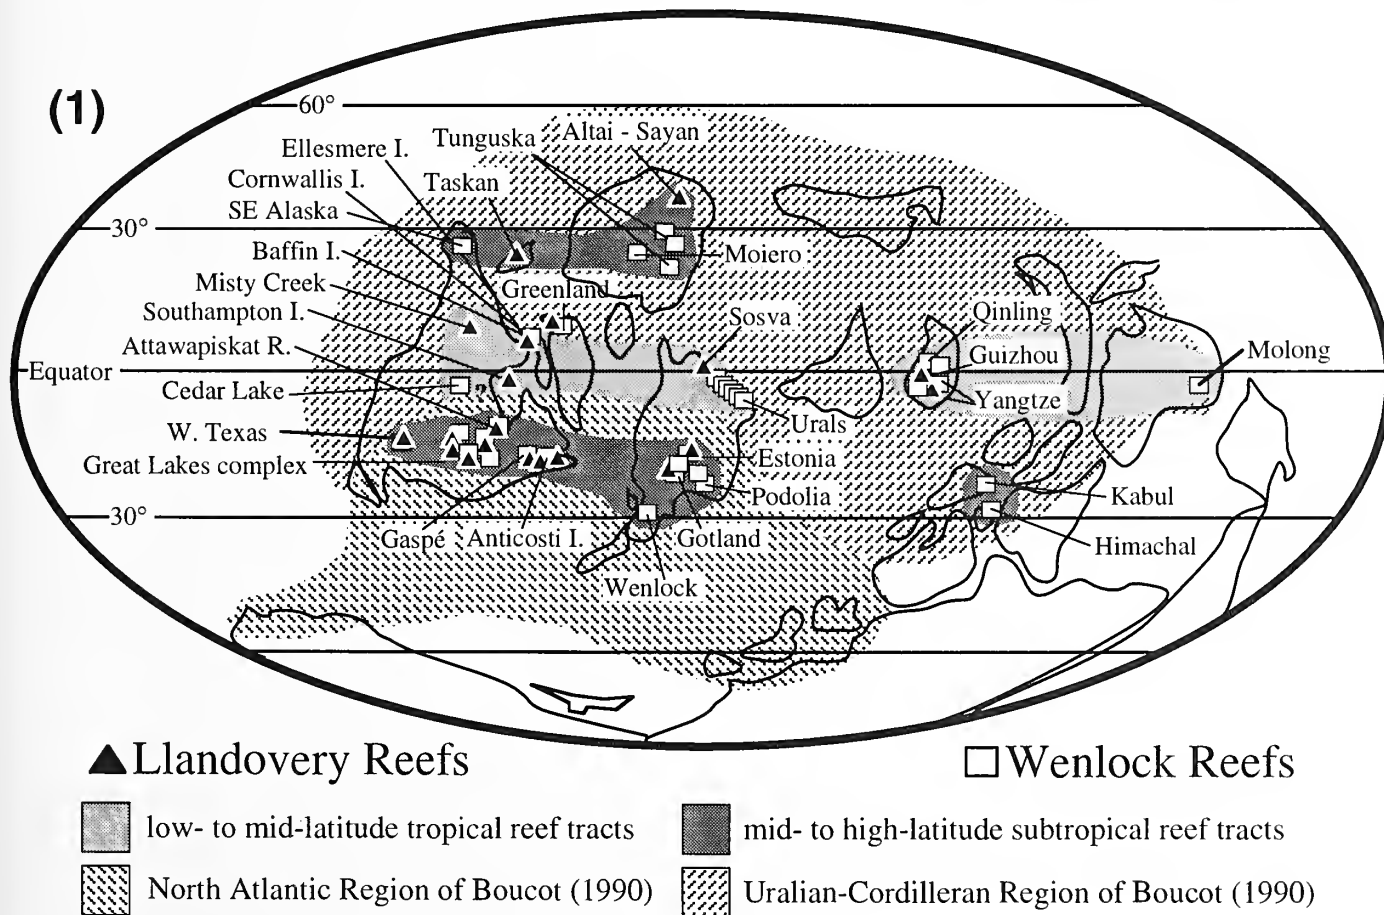 (1)
60°
Ellesmere I.
Tunguska
Altai - Sayan
Cornwallis I.
Taskan
SE Alaska
30°
Baffin I.
Moiero
Misty Creek
Greenland
Southampton I.
Sosva
Qinling
Attawapiskat R.
Guizhou
Molong
Equator
Cedar Lake
?
Yangtze
Urals
W. Texas
Great Lakes complex
Estonia
Podolia
Kabul
30°
Gaspé
Anticosti I.
Gotland
Himachal
Wenlock
Llandovery Reefs
Wenlock Reefs
low- to mid-latitude tropical reef tracts
mid- to high-latitude subtropical reef tracts
North Atlantic Region of Boucot (1990)
Uralian-Cordilleran Region of Boucot (1990)